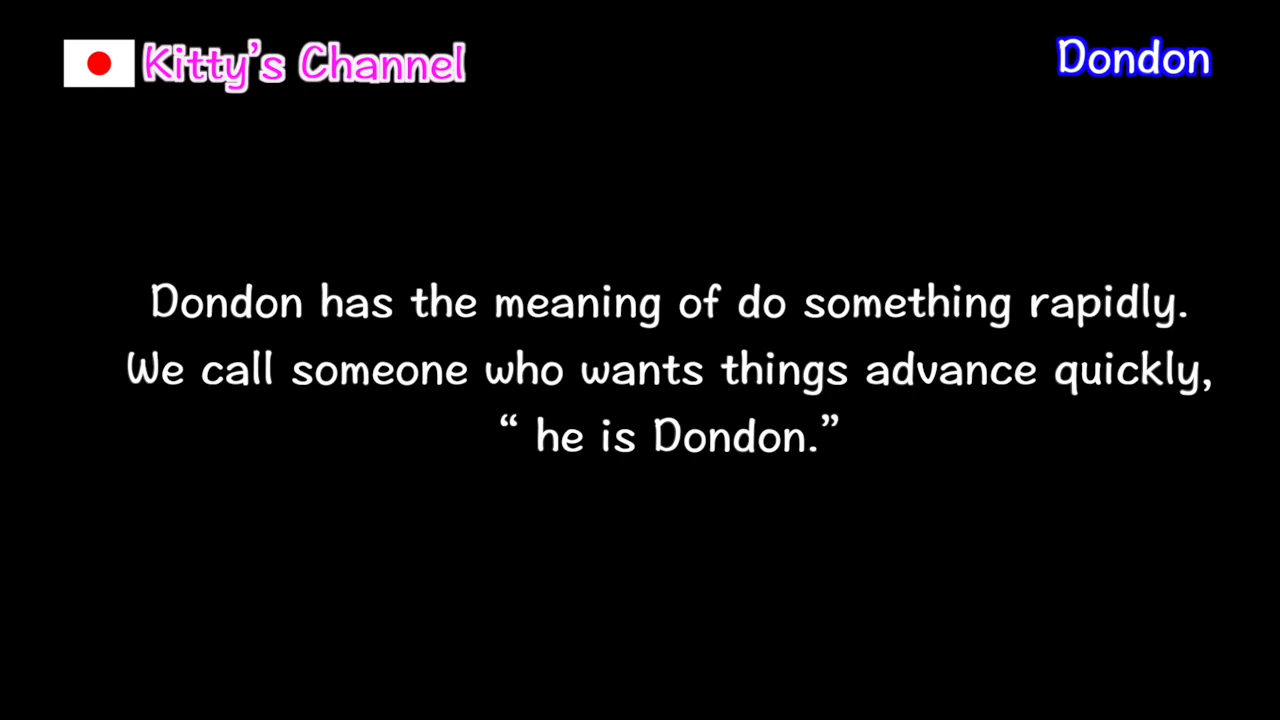 Kitty’s Channel
Dondon
Dondon has the meaning of do something rapidly.
We call someone who wants things advance quickly,
“ he is Dondon.”